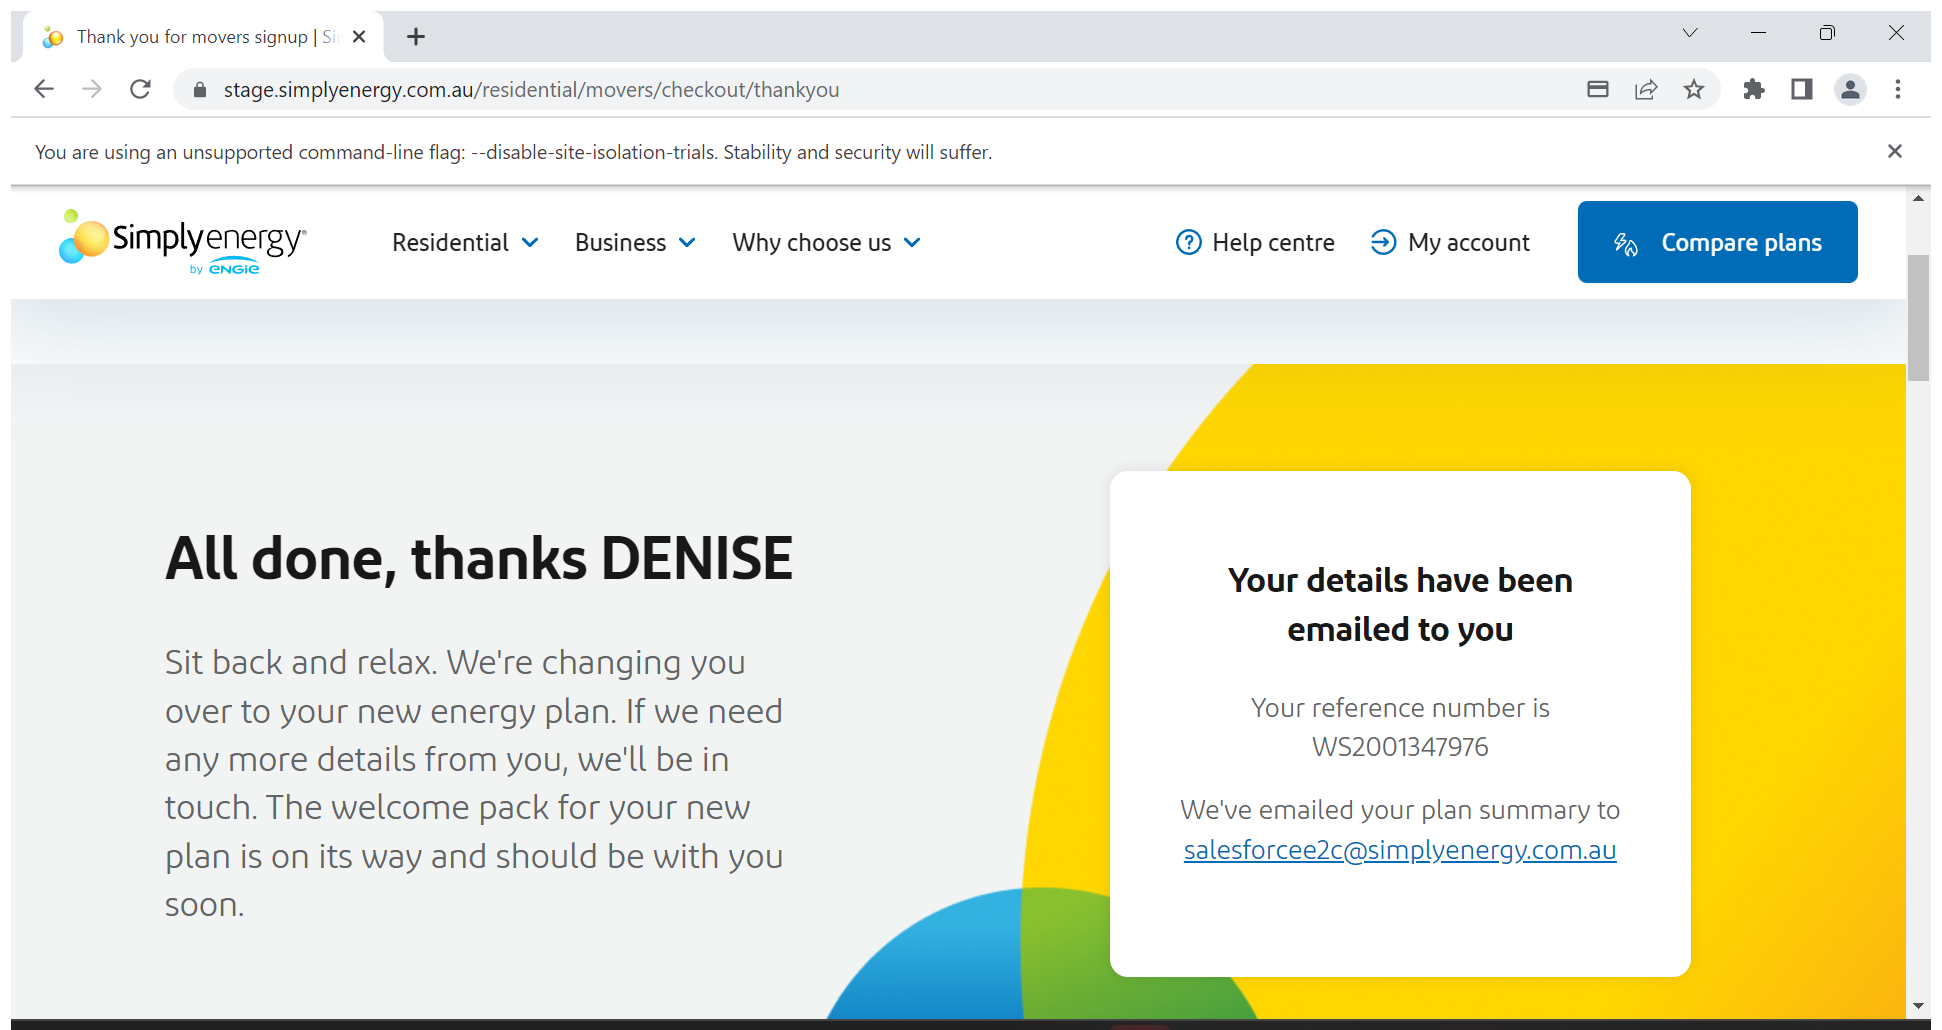 Thank you for movers signup | Si
stage.simplyenergy.com.au/residential/movers/checkout/thankyou
You are using an unsupported command-line flag: --disable-site-isolation-trials. Stability and security will suffer.
Simplyenergy®
by ENGIE
Residential
Business
Why choose us
Help centre
My account
Compare plans
All done, thanks DENISE
Sit back and relax. We're changing you
over to your new energy plan. If we need
any more details from you, we'll be in
touch. The welcome pack for your new
plan is on its way and should be with you
soon.
Your details have been
emailed to you
Your reference number is
WS2001347976
We've emailed your plan summary to
salesforcee2c@simplyenergy.com.au